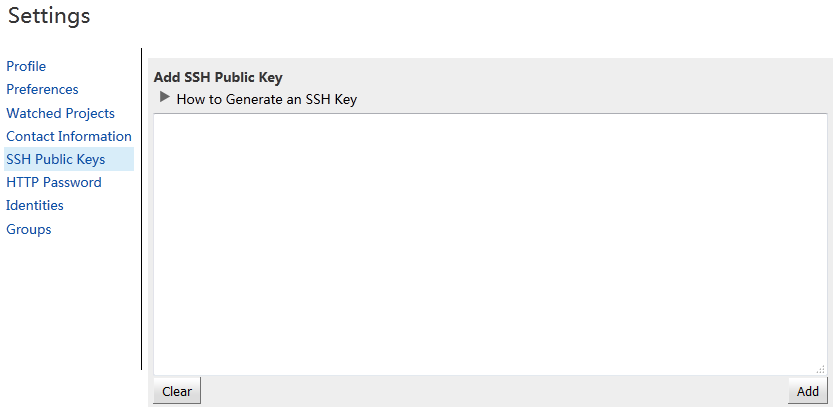 Settings
Profile
Preferences
Watched Projects
Contact Information
SSH Public Keys
HTTP Password
Identities
Groups
Add SSH Public Key
How to Generate an SSH Key
Clear
Add